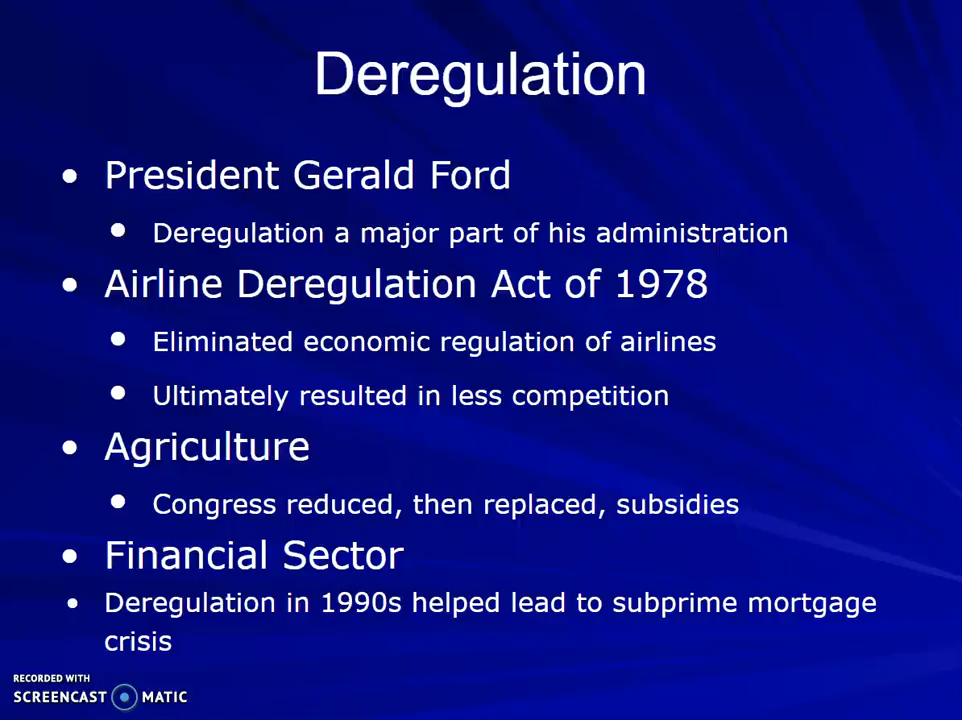 Deregulation
• President Gerald Ford
• Deregulation a major part of his administration
• Airline Deregulation Act of 1978
• Eliminated economic regulation of airlines
• Ultimately resulted in less competition
• Agriculture
• Congress reduced, then replaced, subsidies
• Financial Sector
• Deregulation in 1990s helped lead to subprime mortgage
crisis
RECORDED WITH
SCREENCAST MATIC